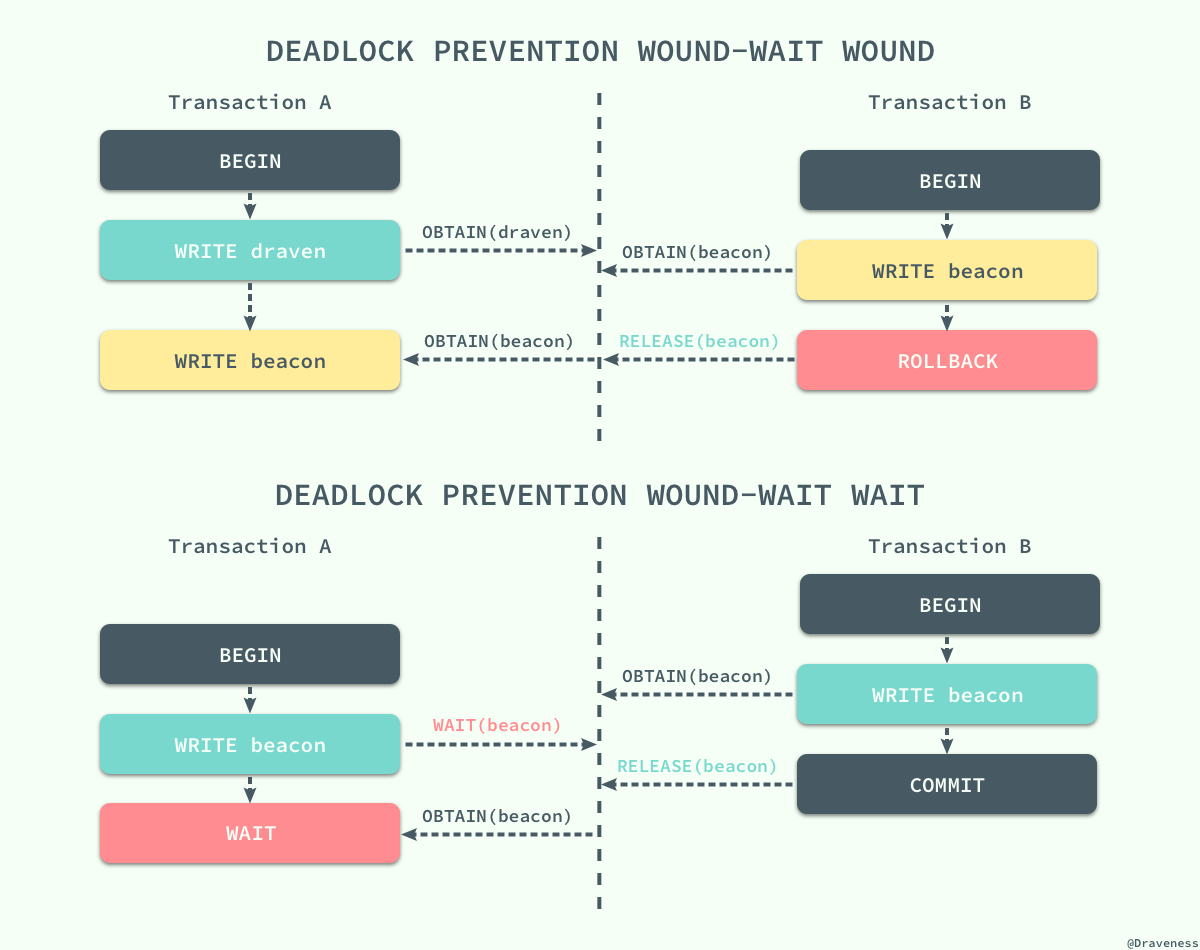 DEADLOCK PREVENTION WOUND-WAIT WOUND
Transaction A
Transaction B
BEGIN
BEGIN
WRITE draven
OBTAIN(draven)
OBTAIN(beacon)
WRITE beacon
WRITE beacon
OBTAIN(beacon)
RELEASE(beacon)
ROLLBACK
DEADLOCK PREVENTION WOUND-WAIT WAIT
Transaction A
Transaction B
BEGIN
BEGIN
OBTAIN(beacon)
WRITE beacon
WRITE beacon
WAIT(beacon)
RELEASE(beacon)
COMMIT
WAIT
OBTAIN(beacon)
@Draveness